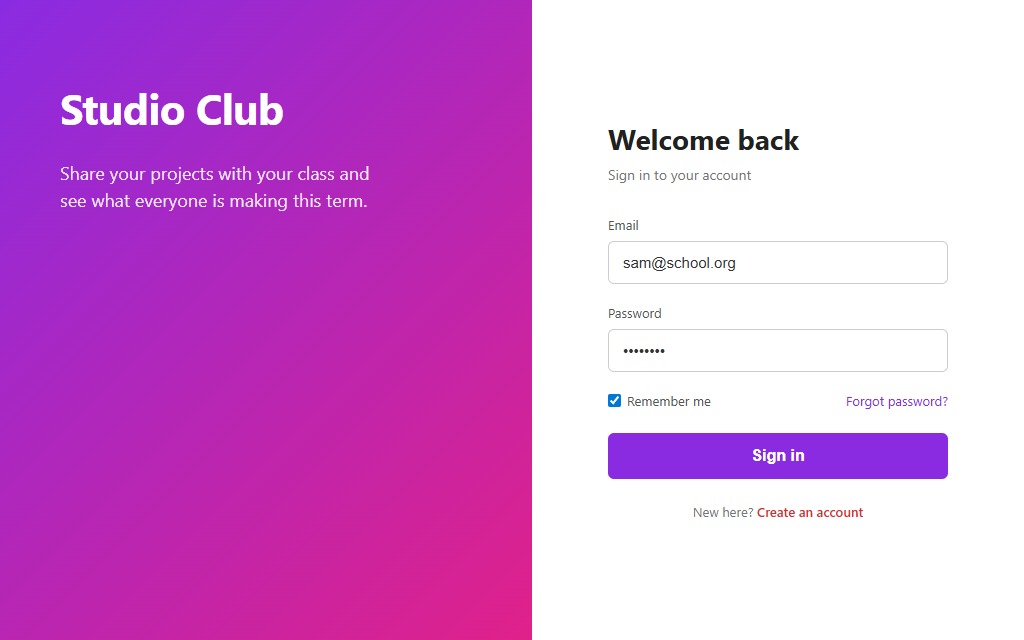 Studio Club
Share your projects with your class and
see what everyone is making this term.
Welcome back
Sign in to your account
Email
sam@school.org
Password
••••••••
Remember me
Forgot password?
Sign in
New here? Create an account